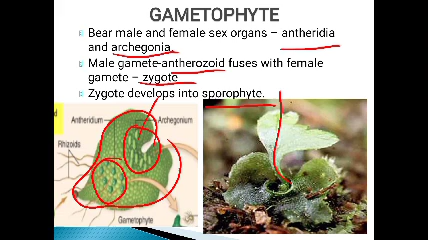 GAMETOPHYTE
Bear male and female sex organs – antheridia
and archegonia.
Male gamete-antherozoid fuses with female
gamete – zygote
Zygote develops into sporophyte.
Antheridium
Archegonium
Rhizoids
Gametophyte